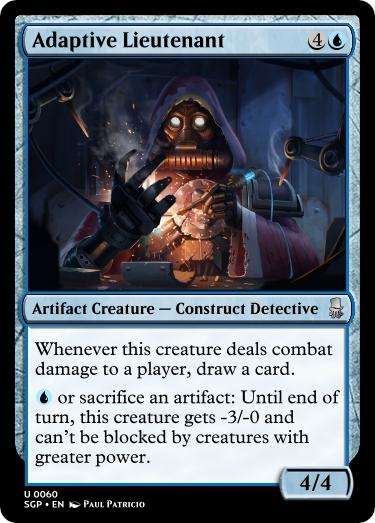 Adaptive Lieutenant 4
Artifact Creature — Construct Detective
Whenever this creature deals combat
damage to a player, draw a card.
or sacrifice an artifact: Until end of
turn, this creature gets -3/-0 and
can't be blocked by creatures with
greater power.
4/4
U 0060
SGP • EN Paul Patricio